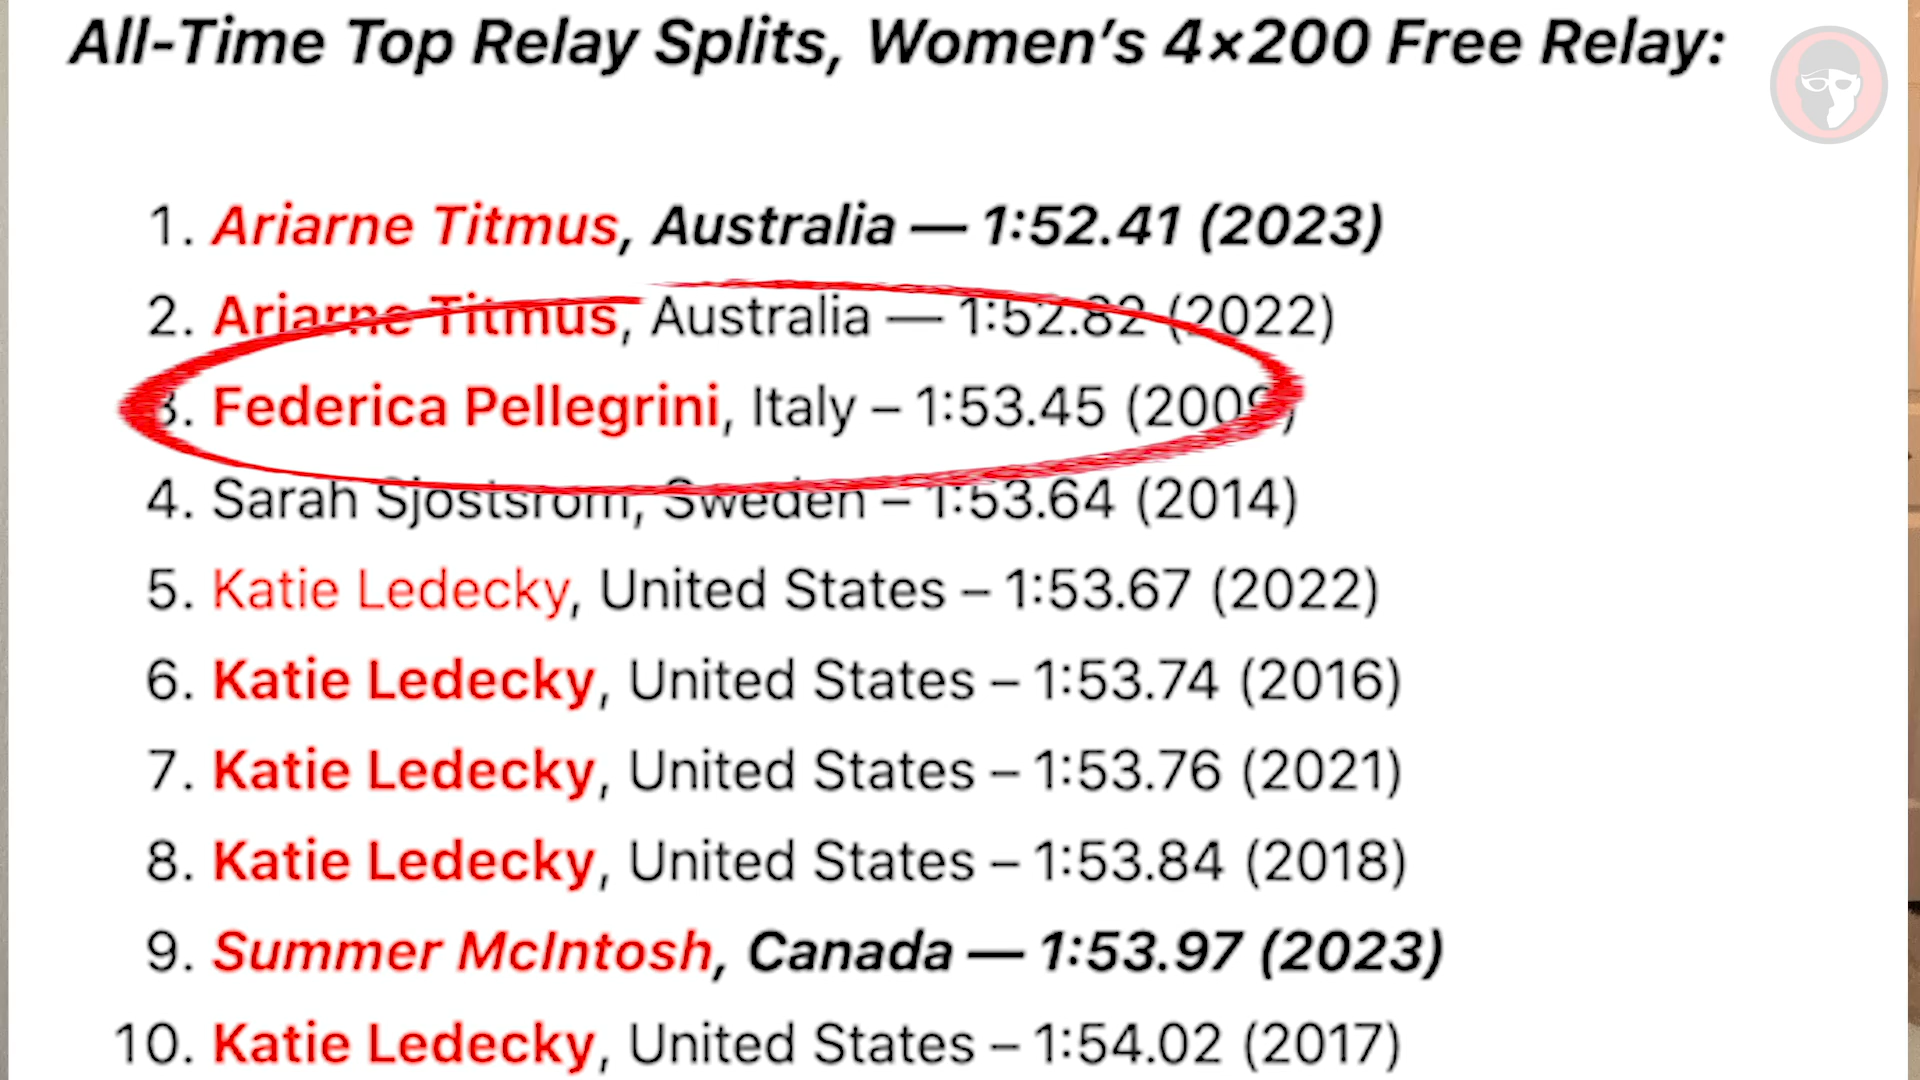 All-Time Top Relay Splits, Women’s 4×200 Free Relay:
1. Ariarne Titmus, Australia — 1:52.41 (2023)
2. Ariarne Titmus, Australia — 1:52.82 (2022)
3. Federica Pellegrini, Italy – 1:53.45 (2009)
4. Sarah Sjostsrom, Sweden – 1:53.64 (2014)
5. Katie Ledecky, United States – 1:53.67 (2022)
6. Katie Ledecky, United States – 1:53.74 (2016)
7. Katie Ledecky, United States – 1:53.76 (2021)
8. Katie Ledecky, United States – 1:53.84 (2018)
9. Summer McIntosh, Canada — 1:53.97 (2023)
10. Katie Ledecky, United States – 1:54.02 (2017)